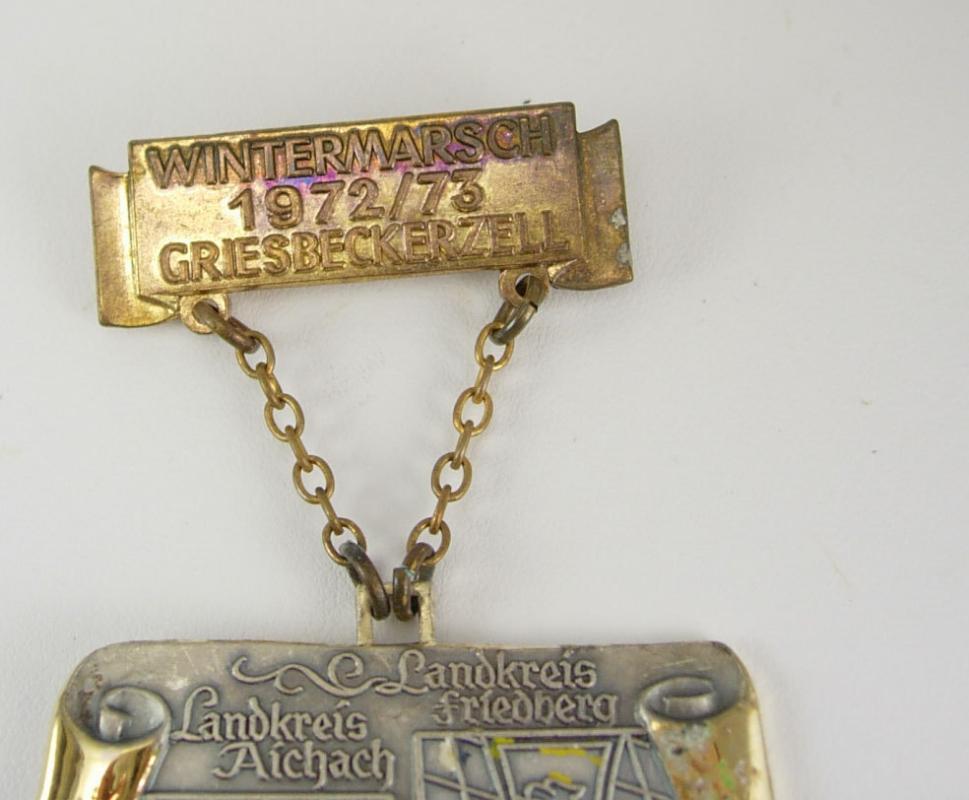 WINTERMARSCH
1972/73
GRIESBECKERZELL
Landkreis
Friedberg
Landkreis
Aichach